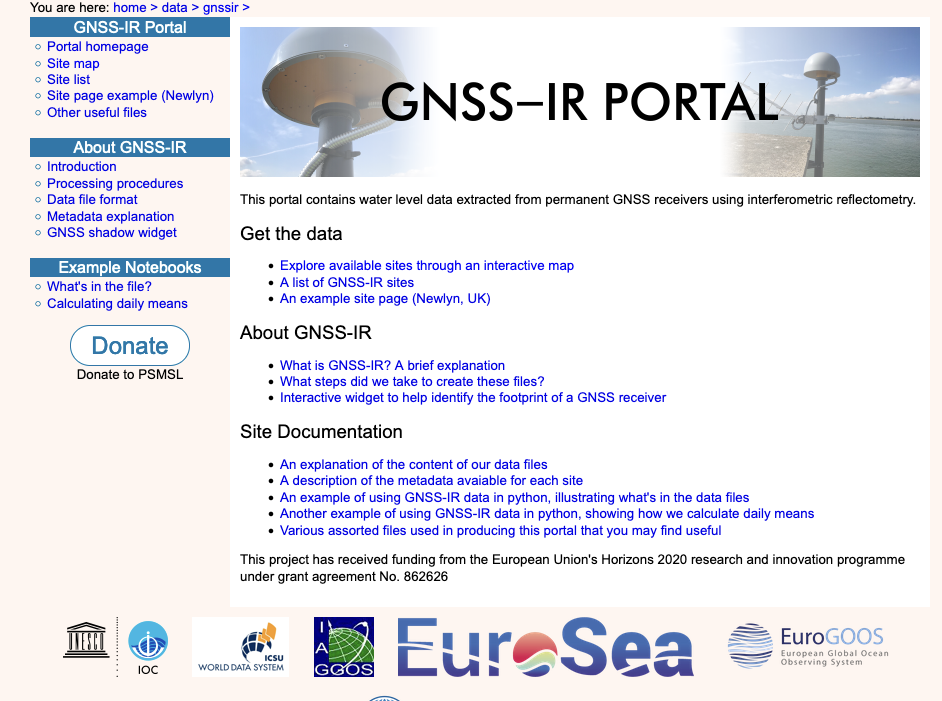 You are here: home > data > gnssir >
GNSS-IR Portal
Portal homepage
Site map
Site list
Site page example (Newlyn)
Other useful files
About GNSS-IR
Introduction
Processing procedures
Data file format
Metadata explanation
GNSS shadow widget
Example Notebooks
What's in the file?
Calculating daily means
Donate
Donate to PSMSL
GNSS–IR PORTAL
This portal contains water level data extracted from permanent GNSS receivers using interferometric reflectometry.
Get the data
Explore available sites through an interactive map
A list of GNSS-IR sites
An example site page (Newlyn, UK)
About GNSS-IR
What is GNSS-IR? A brief explanation
What steps did we take to create these files?
Interactive widget to help identify the footprint of a GNSS receiver
Site Documentation
An explanation of the content of our data files
A description of the metadata avaiable for each site
An example of using GNSS-IR data in python, illustrating what's in the data files
Another example of using GNSS-IR data in python, showing how we calculate daily means
Various assorted files used in producing this portal that you may find useful
This project has received funding from the European Union's Horizons 2020 research and innovation programme
under grant agreement No. 862626
UNESCO
IOC
ICSU
WORLD DATA SYSTEM
IAG
GGOS
EuroSea
EuroGOOS
European Global Ocean
Observing System